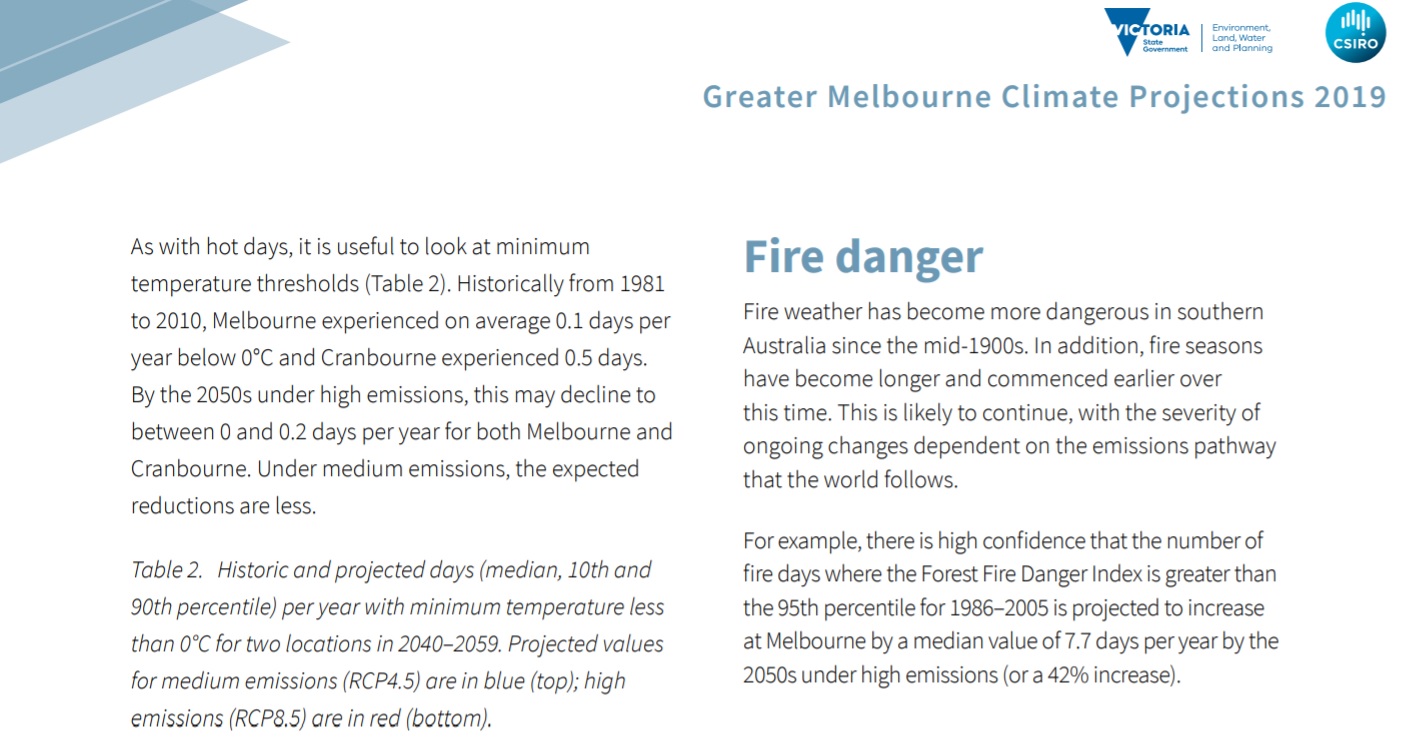 VICTORIA
State
Government
Environment,
Land, Water
and Planning
CSIRO
Greater Melbourne Climate Projections 2019
As with hot days, it is useful to look at minimum
temperature thresholds (Table 2). Historically from 1981
to 2010, Melbourne experienced on average 0.1 days per
year below 0°C and Cranbourne experienced 0.5 days.
By the 2050s under high emissions, this may decline to
between 0 and 0.2 days per year for both Melbourne and
Cranbourne. Under medium emissions, the expected
reductions are less.
Table 2. Historic and projected days (median, 10th and
90th percentile) per year with minimum temperature less
than 0°C for two locations in 2040–2059. Projected values
for medium emissions (RCP4.5) are in blue (top); high
emissions (RCP8.5) are in red (bottom).
Fire danger
Fire weather has become more dangerous in southern
Australia since the mid-1900s. In addition, fire seasons
have become longer and commenced earlier over
this time. This is likely to continue, with the severity of
ongoing changes dependent on the emissions pathway
that the world follows.
For example, there is high confidence that the number of
fire days where the Forest Fire Danger Index is greater than
the 95th percentile for 1986–2005 is projected to increase
at Melbourne by a median value of 7.7 days per year by the
2050s under high emissions (or a 42% increase).